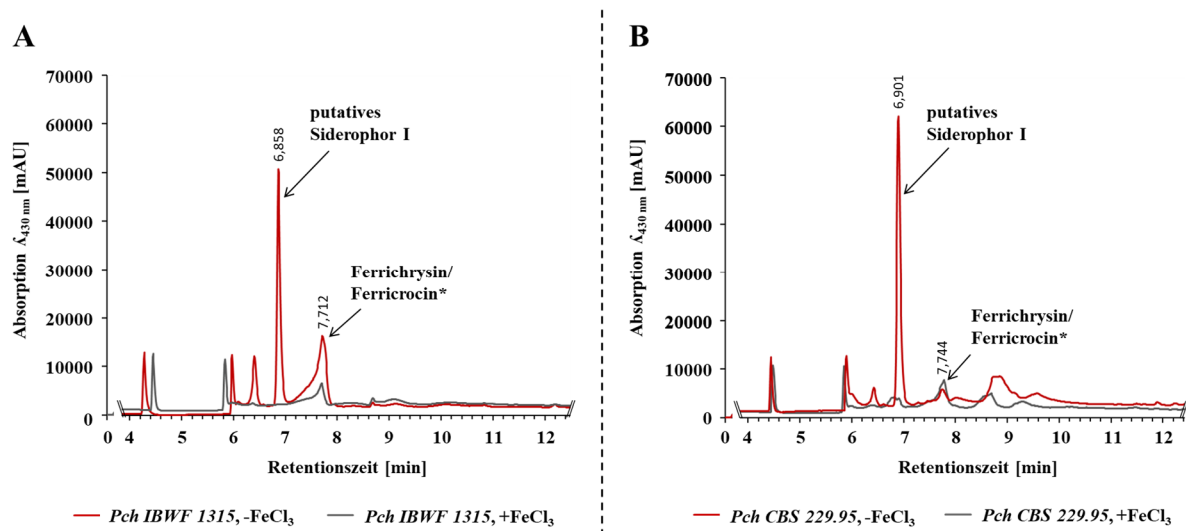 A
70000
60000
50000
40000
30000
20000
10000
0
Absorption ʎ430 nm [mAU]
6,858
putatives
Siderophor I
Ferrichrysin/
Ferricrocin*
7,712
0 4 5 6 7 8 9 10 11 12
Retentionszeit [min]
Pch IBWF 1315, -FeCl₃ Pch IBWF 1315, +FeCl₃
B
70000
60000
50000
40000
30000
20000
10000
0
Absorption ʎ430 nm [mAU]
6,901
putatives
Siderophor I
Ferrichrysin/
Ferricrocin*
7,744
0 4 5 6 7 8 9 10 11 12
Retentionszeit [min]
Pch CBS 229.95, -FeCl₃ Pch CBS 229.95, +FeCl₃